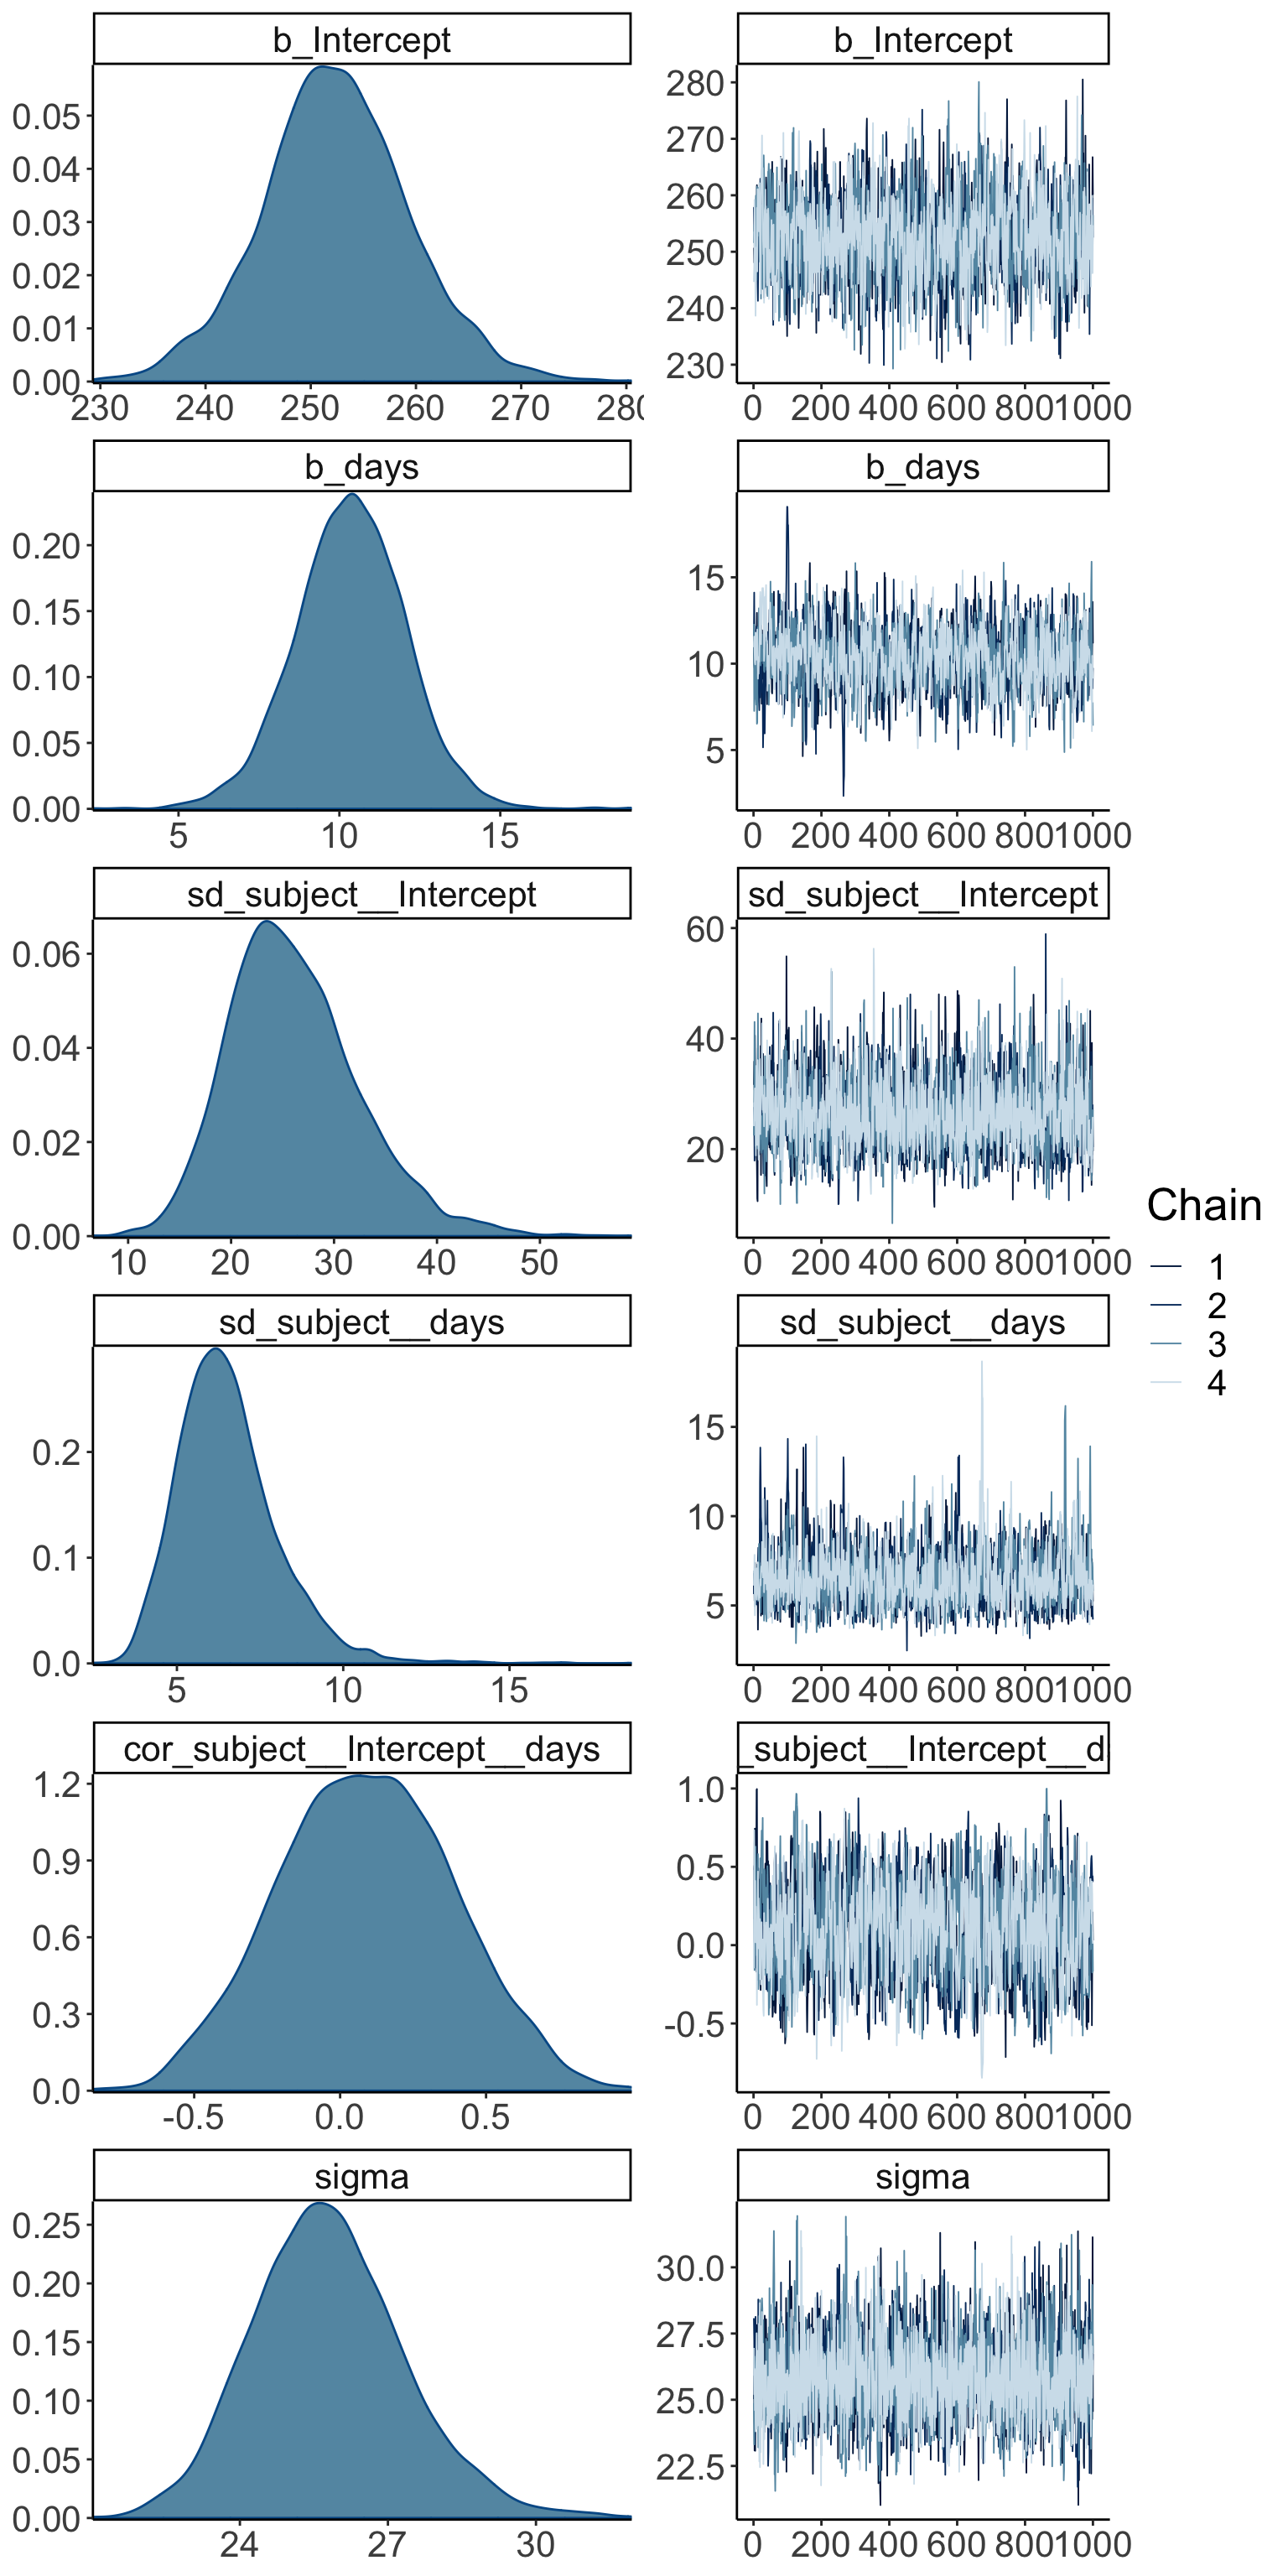 b_Intercept
0.05
0.04
0.03
0.02
0.01
0.00
230 240 250 260 270 280
b_Intercept
280
270
260
250
240
230
0 200 400 600 800 1000
b_days
0.20
0.15
0.10
0.05
0.00
5 10 15
b_days
15
10
5
0 200 400 600 800 1000
sd_subject__Intercept
0.06
0.04
0.02
0.00
10 20 30 40 50
sd_subject__Intercept
60
40
20
0 200 400 600 800 1000
sd_subject__days
0.2
0.1
0.0
5 10 15
sd_subject__days
15
10
5
0 200 400 600 800 1000
cor_subject__Intercept__days
1.2
0.9
0.6
0.3
0.0
-0.5 0.0 0.5
_subject__Intercept__d
1.0
0.5
0.0
-0.5
0 200 400 600 800 1000
sigma
0.25
0.20
0.15
0.10
0.05
0.00
24 27 30
sigma
30.0
27.5
25.0
22.5
0 200 400 600 800 1000
Chain
1
2
3
4